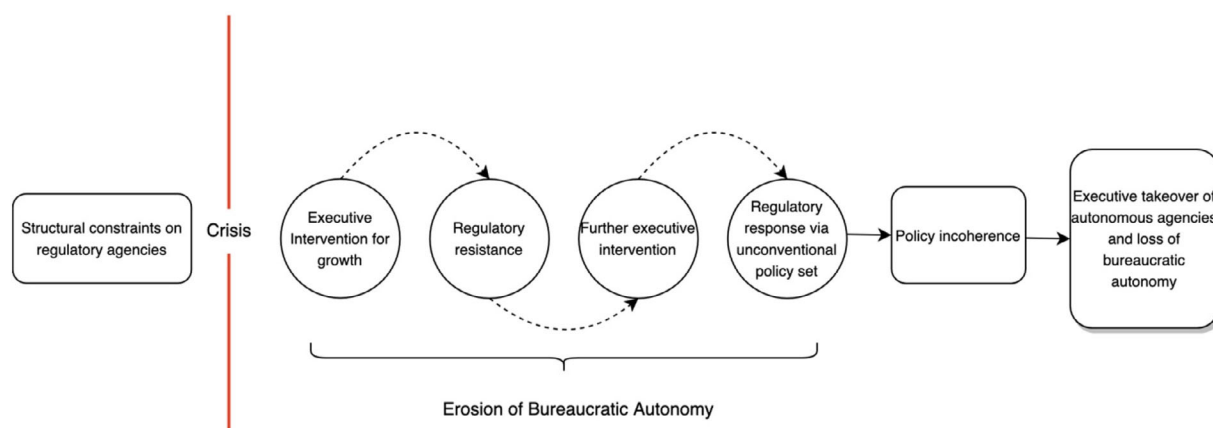 Structural constraints on
regulatory agencies
Crisis
Executive
Intervention for
growth
Regulatory
resistance
Further executive
intervention
Regulatory
response via
unconventional
policy set
Policy incoherence
Executive takeover of
autonomous agencies
and loss of
bureaucratic
autonomy
Erosion of Bureaucratic Autonomy